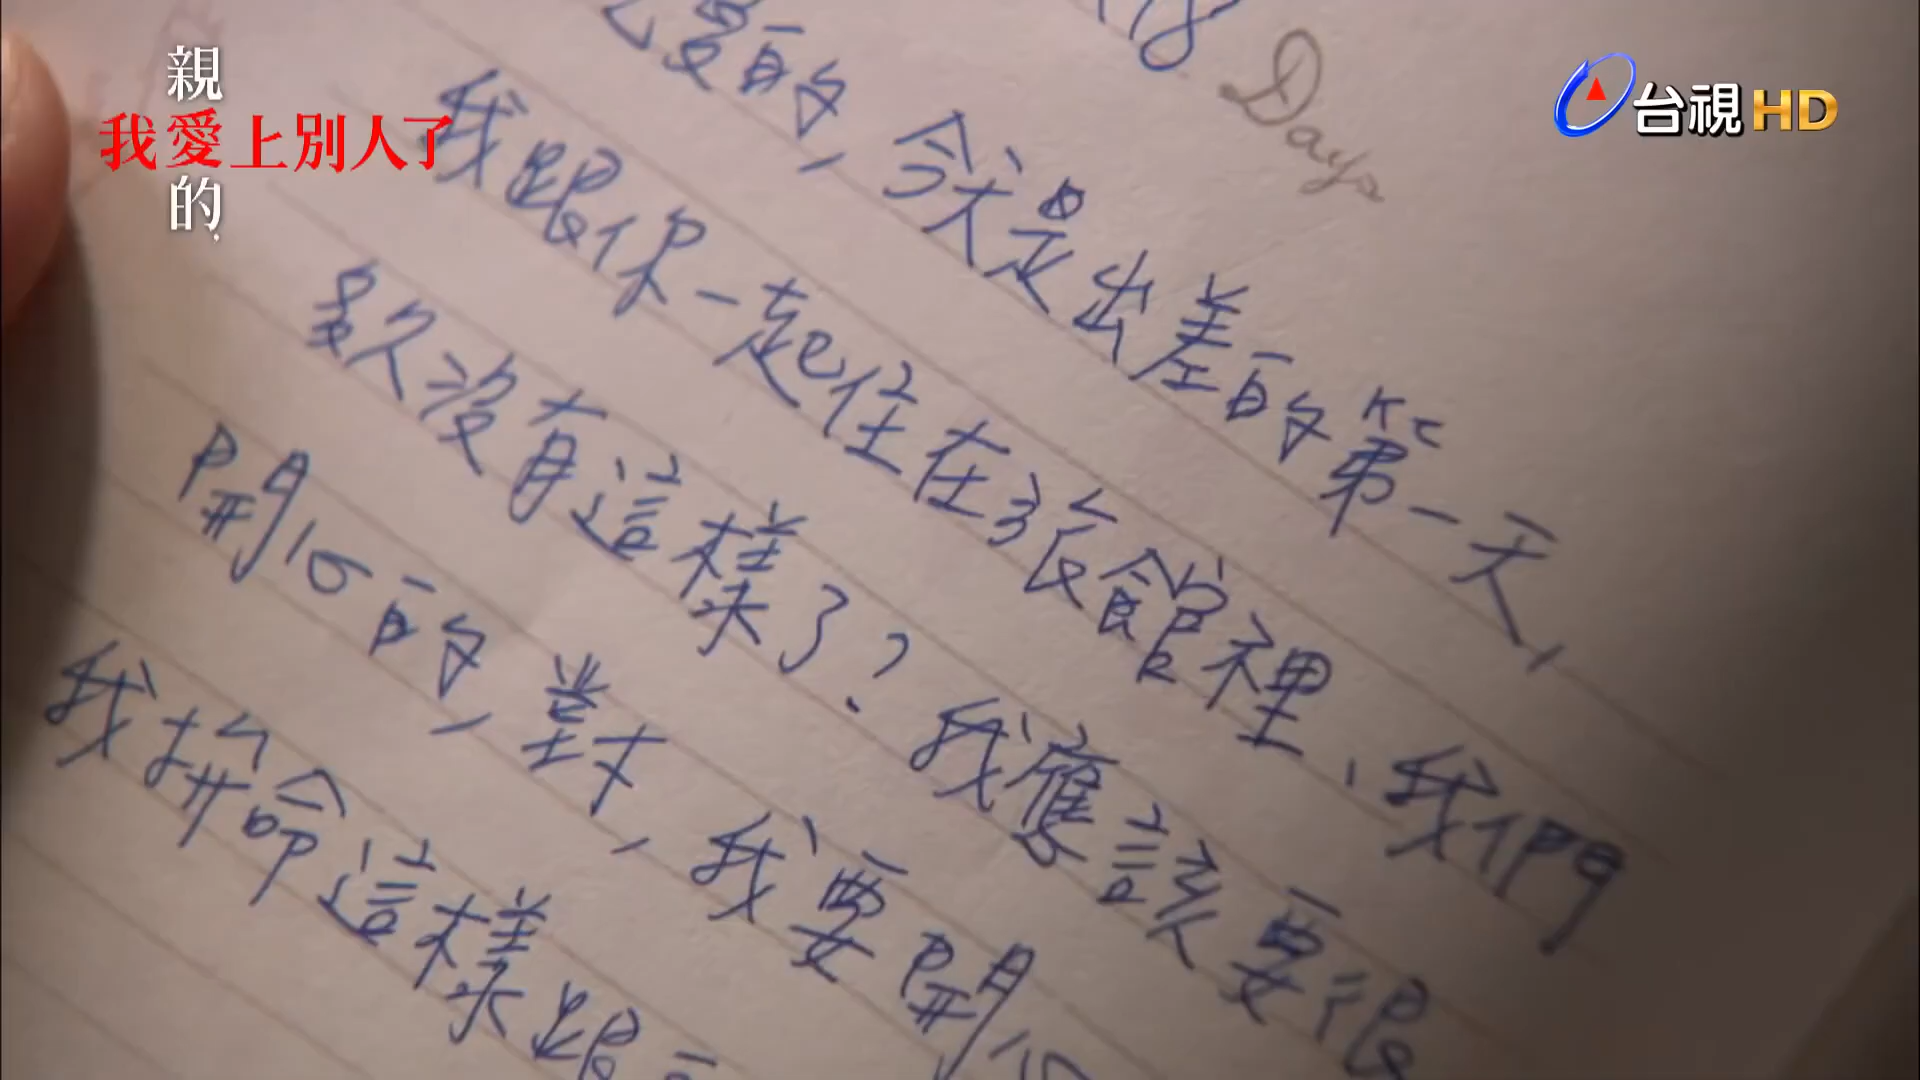 親
我愛上別人了
的
台視HD
18 Days
愛的,今天是出差的第一天,
我跟你一起住在旅館裡、我們
多久沒有這樣了?我應該要很
開心的,對,我要開心
我拚命這樣跟